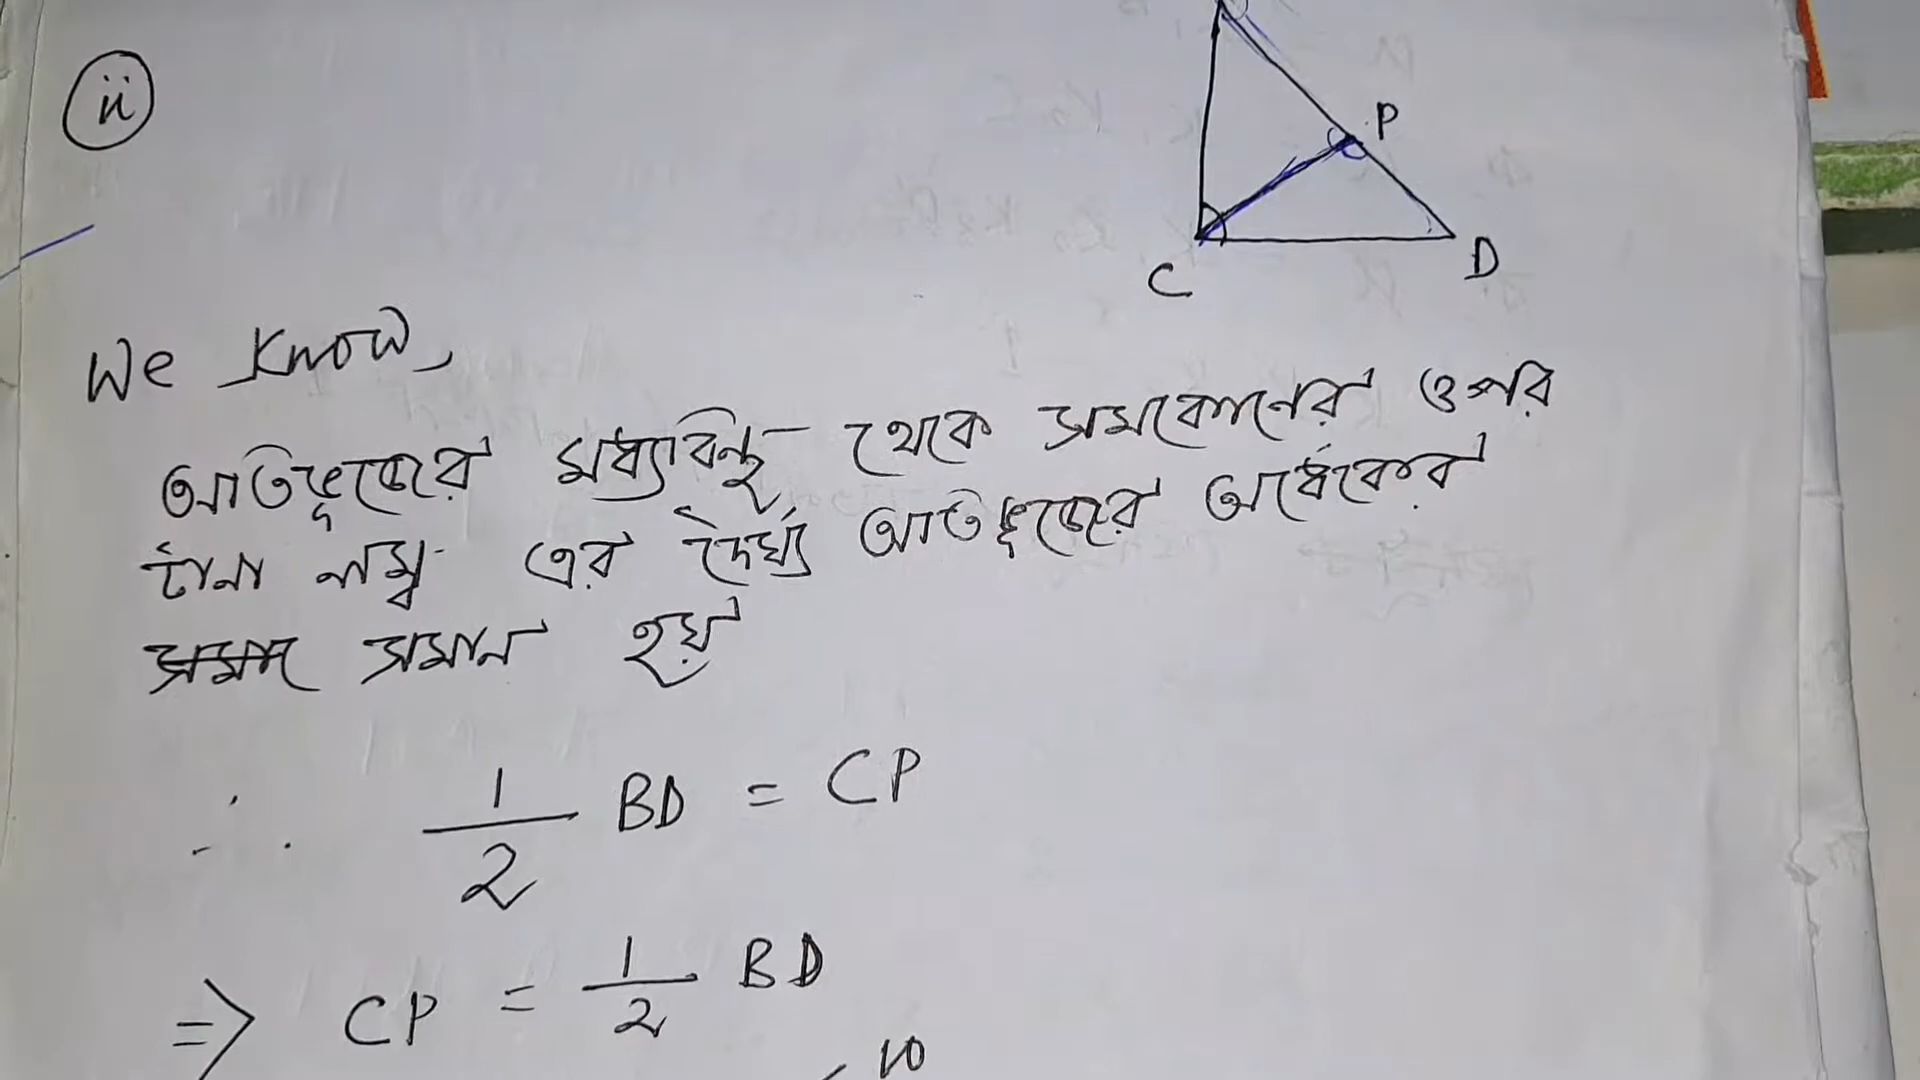 ii
P
C
D
We know,
অতিভূজের মধ্যবিন্দু থেকে সমকোণের ওপর
টানা লম্ব এর দৈর্ঘ্য অতিভূজের অর্ধেকের
সমান হয়
∴ 1/2 BD = CP
=> CP = 1/2 BD
10